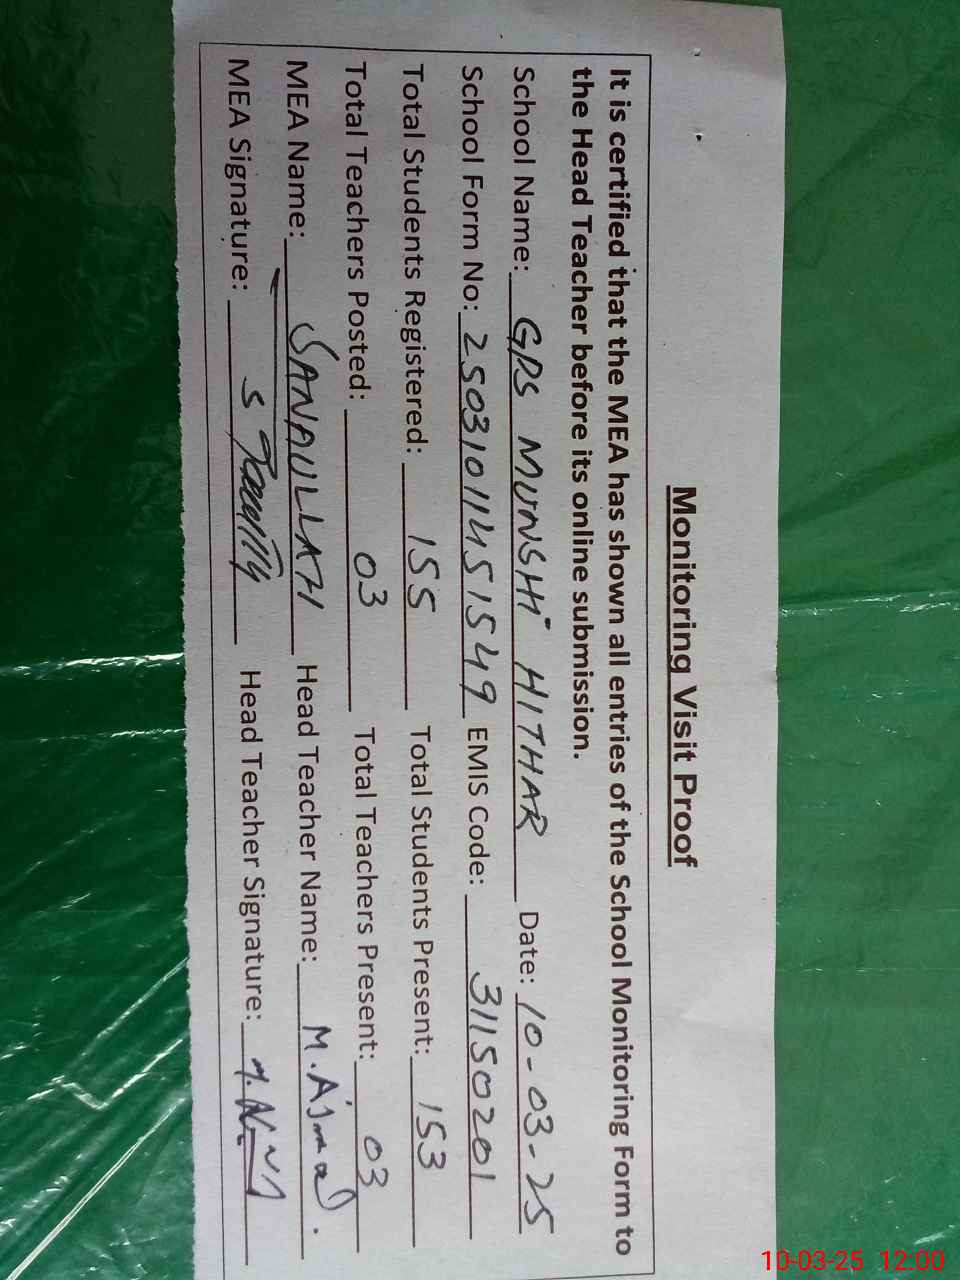 Monitoring Visit Proof
It is certified that the MEA has shown all entries of the School Monitoring Form to
the Head Teacher before its online submission.
School Name: GPS MUNSHI HITHAR Date: 10-03-25
School Form No: 250310114515 49 EMIS Code: 31150201
Total Students Registered: 155 Total Students Present: 153
Total Teachers Posted: 03 Total Teachers Present: 03
MEA Name: SANAULLAH Head Teacher Name: M.Ajmal.
MEA Signature: Head Teacher Signature:
10-03-25 12:00